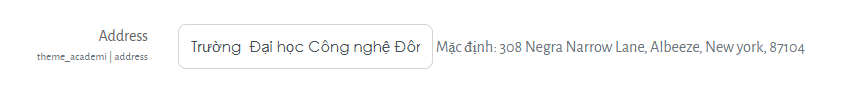 Address
theme_academi | address
Trường Đại học Công nghệ Đôn
Mặc định: 308 Negra Narrow Lane, Albeeze, New york, 87104